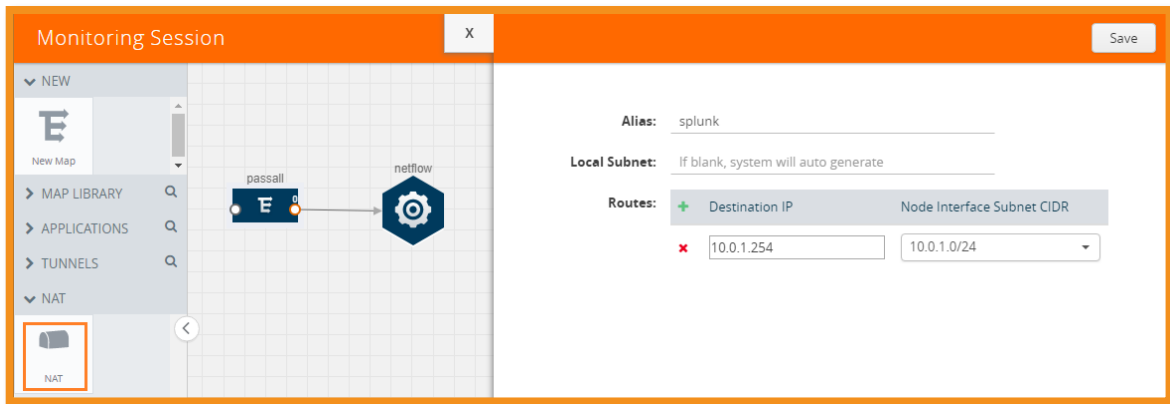 Monitoring Session
X
Save
NEW
New Map
MAP LIBRARY
APPLICATIONS
TUNNELS
NAT
NAT
passall
0
netflow
Alias:
splunk
Local Subnet:
If blank, system will auto generate
Routes:
+ Destination IP
Node Interface Subnet CIDR
10.0.1.254
10.0.1.0/24